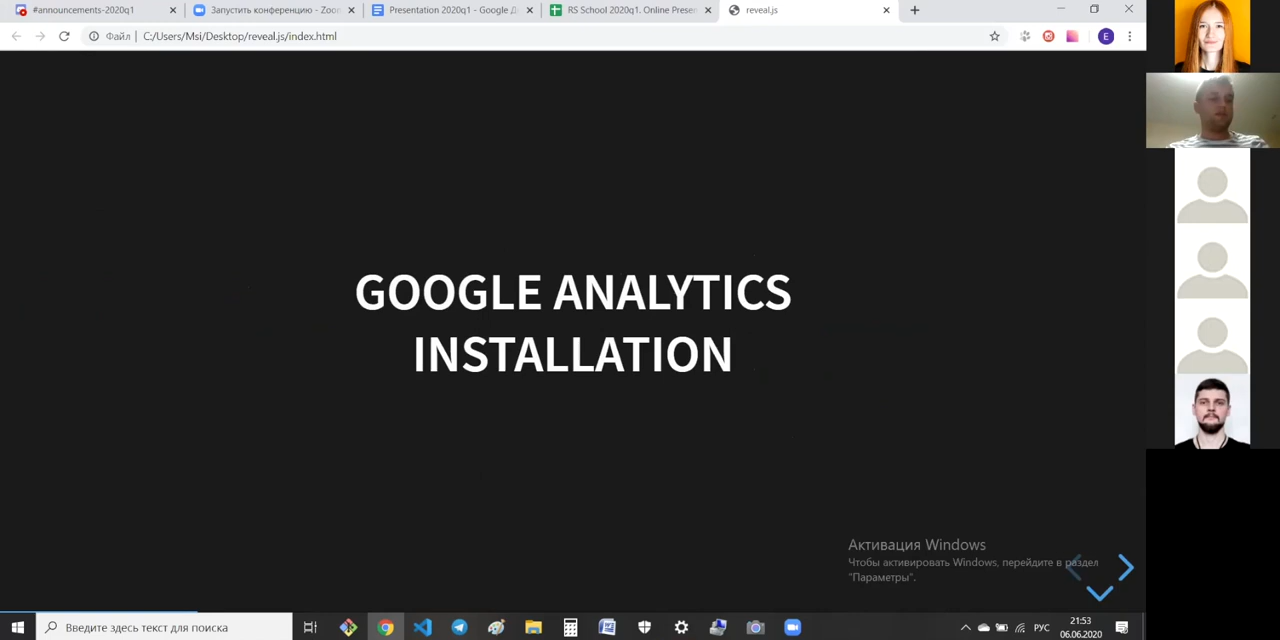 #announcements-2020q1
Запустить конференцию - Zoom
Presentation 2020q1 - Google Д
RS School 2020q1. Online Presen
reveal.js
Файл
C:/Users/Msi/Desktop/reveal.js/index.html
E
GOOGLE ANALYTICS
INSTALLATION
Активация Windows
Чтобы активировать Windows, перейдите в раздел
"Параметры".
Введите здесь текст для поиска
РУС
21:53
06.06.2020